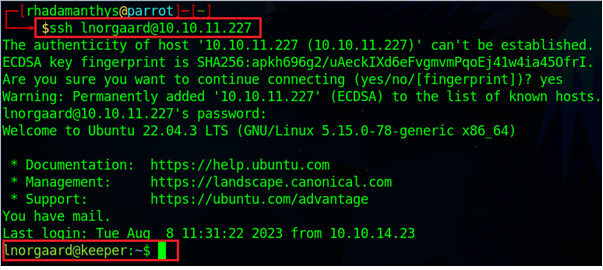 [rhadamanthys@parrot]─[~]
$ssh lnorgaard@10.10.11.227
The authenticity of host '10.10.11.227 (10.10.11.227)' can't be established.
ECDSA key fingerprint is SHA256:apkh696g2/uAeckIXd6eFvgmvmPqoEj41w4ia45OfrI.
Are you sure you want to continue connecting (yes/no/[fingerprint])? yes
Warning: Permanently added '10.10.11.227' (ECDSA) to the list of known hosts.
lnorgaard@10.10.11.227's password:
Welcome to Ubuntu 22.04.3 LTS (GNU/Linux 5.15.0-78-generic x86_64)
* Documentation:  https://help.ubuntu.com
* Management:     https://landscape.canonical.com
* Support:        https://ubuntu.com/advantage
You have mail.
Last login: Tue Aug  8 11:31:22 2023 from 10.10.14.23
lnorgaard@keeper:~$